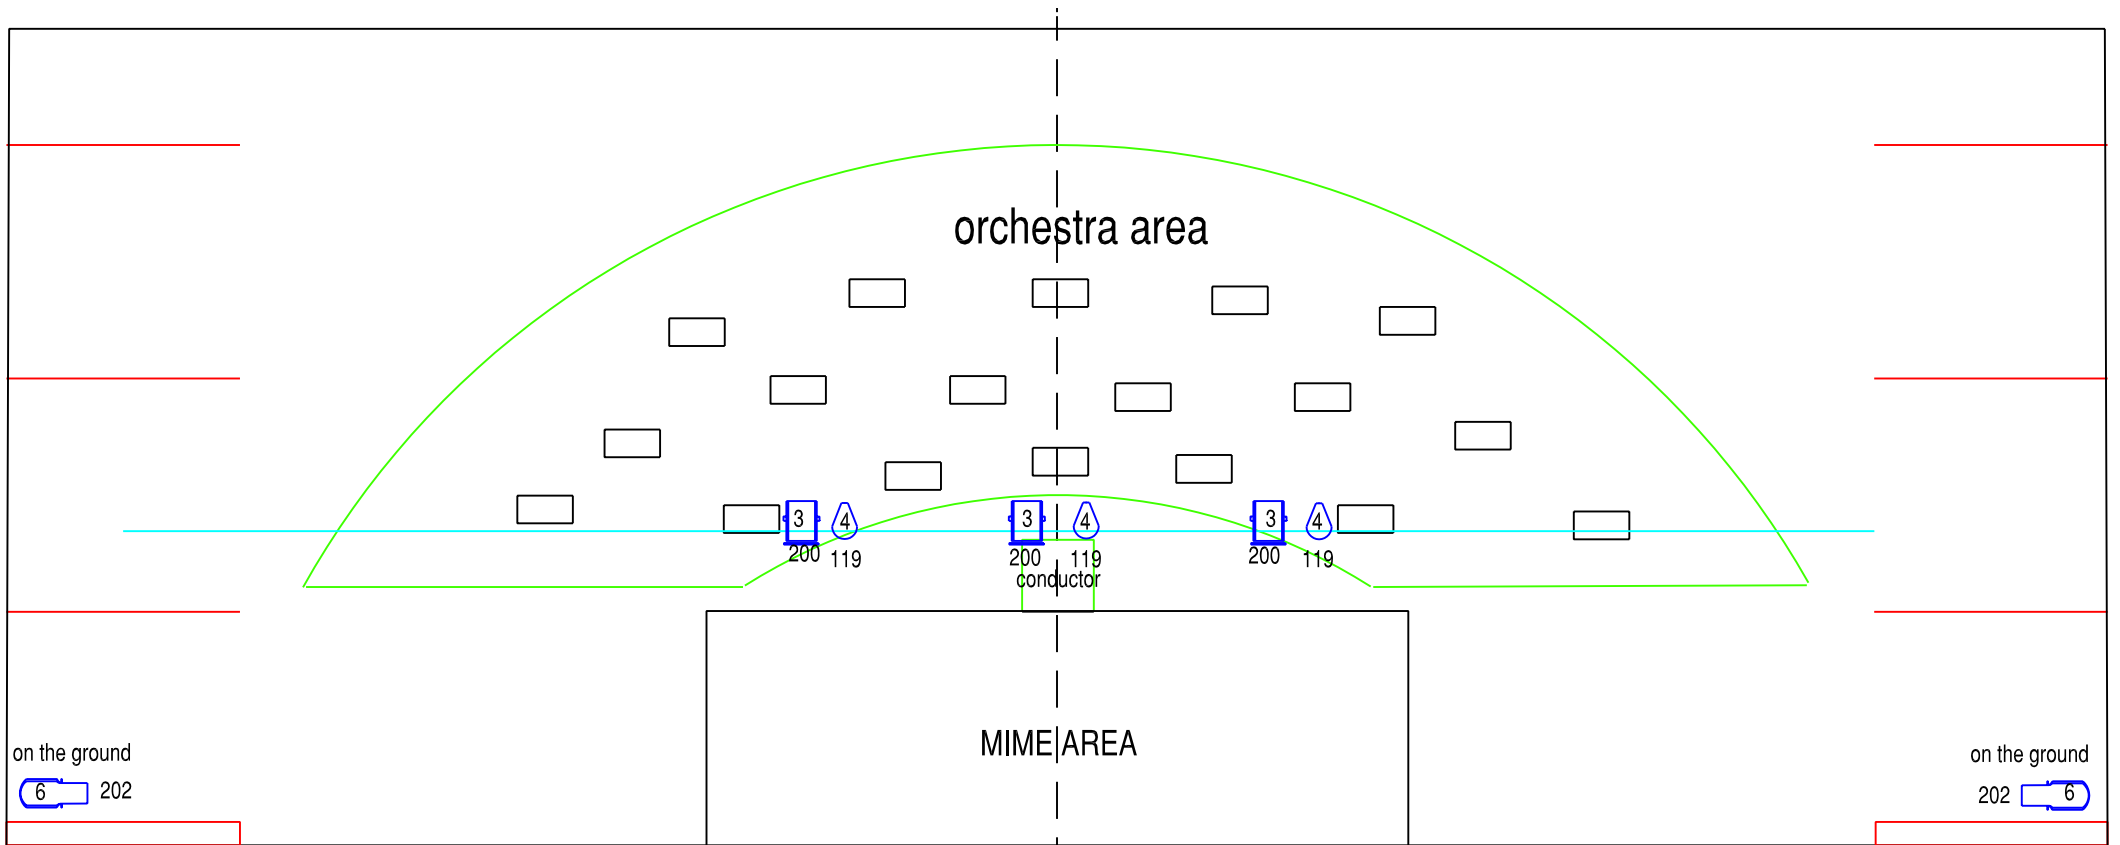 orchestra area
3 4 3 4 3 4
200 119 200 119 200 119
conductor
MIME AREA
on the ground on the ground
6 202 202 6